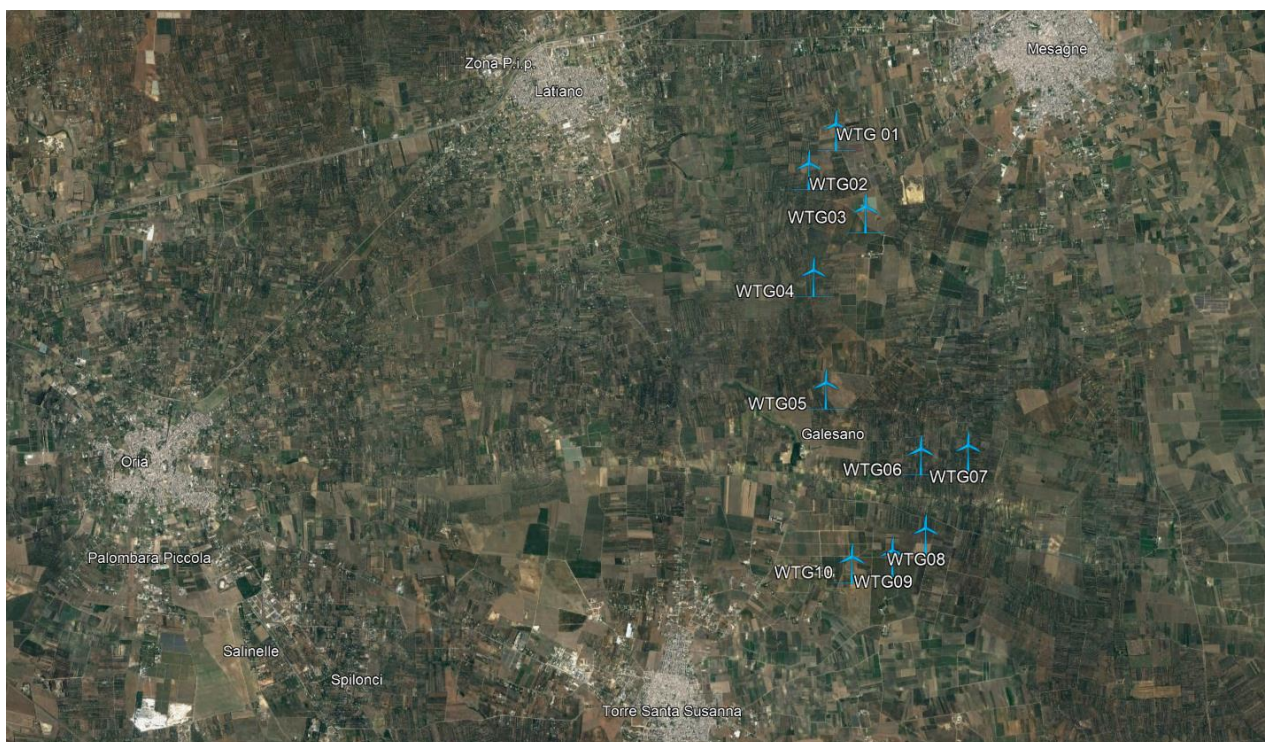 Mesagne
Zona P.i.p.
Latiano
WTG 01
WTG02
WTG03
WTG04
WTG05
Galesano
Oria
WTG06
WTG07
Palombara Piccola
WTG08
WTG10
WTG09
Salinelle
Spilonci
Torre Santa Susanna